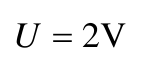 U = 2V